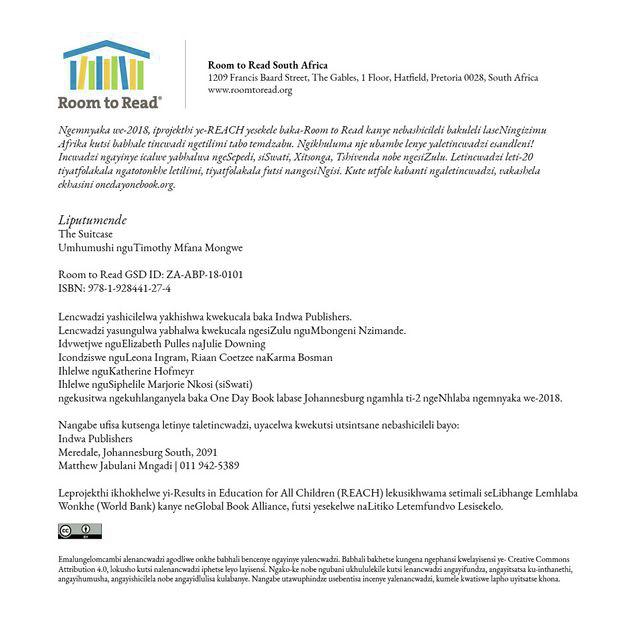 Room to Read®
Room to Read South Africa
1209 Francis Baard Street, The Gables, 1 Floor, Hatfield, Pretoria 0028, South Africa
www.roomtoread.org
Ngemnyaka we-2018, iprojekthi ye-REACH yesekele baka-Room to Read kanye nebashicileli bakuleli laseNingizimu
Afrika kutsi babhale tincwadi ngetilimi tabo temdzabu. Ngikhuluma nje ubambe lenye yaletincwadzi esandleni!
Incwadzi ngayinye icalwe yabhalwa ngeSepedi, siSwati, Xitsonga, Tshivenda nobe ngesiZulu. Letincwadzi leti-20
tiyatfolakala ngatotonkhe letilimi, tiyatfolakala futsi nangesiNgisi. Kute utfole kabanti ngaletincwadzi, vakashela
ekhasini onedayonebook.org.
Liputumende
The Suitcase
Umhumushi nguTimothy Mfana Mongwe
Room to Read GSD ID: ZA-ABP-18-0101
ISBN: 978-1-928441-27-4
Lencwadzi yashicilelwa yakhishwa kwekucala baka Indwa Publishers.
Lencwadzi yasungulwa yabhalwa kwekucala ngesiZulu nguMbongeni Nzimande.
Idvwetjwe nguElizabeth Pulles naJulie Downing
Icondziswe nguLeona Ingram, Riaan Coetzee naKarma Bosman
Ihlelwe nguKatherine Hofmeyr
Ihlelwe nguSiphelile Marjorie Nkosi (siSwati)
ngekusitwa ngekuhlanganyela baka One Day Book labase Johannesburg ngamhla ti-2 ngeNhlaba ngemnyaka we-2018.
Nangabe ufisa kutsenga letinye taletincwadzi, uyacelwa kwekutsi utsintsane nebashicileli bayo:
Indwa Publishers
Meredale, Johannesburg South, 2091
Matthew Jabulani Mngadi | 011 942-5389
Leprojekthi ikhokhelwe yi-Results in Education for All Children (REACH) lekusikhwama setimali seLibhange Lemhlaba
Wonkhe (World Bank) kanye neGlobal Book Alliance, futsi yesekelwe naLitiko Letemfundvo Lesisekelo.
cc BY
Emalungelomcambi alenancwadzi agodliwe onkhe babhali bencenye ngayinye yalencwadzi. Babhali bakhetse kungena ngephansi kwelayisensi ye- Creative Commons
Attribution 4.0, lokusho kutsi nalenancwadzi iphetse leyo layisensi. Ngako-ke nobe ngubani ukhululekile kutsi lenancwadzi angayifundza, angayitsatsa ku-inthanethi,
angayihumusha, angayishicilela nobe angayidlulisa kulabanye. Nangabe utawuphindze usebentisa incenye yalenancwadzi, kumele kwatiswe lapho uyitsatse khona.